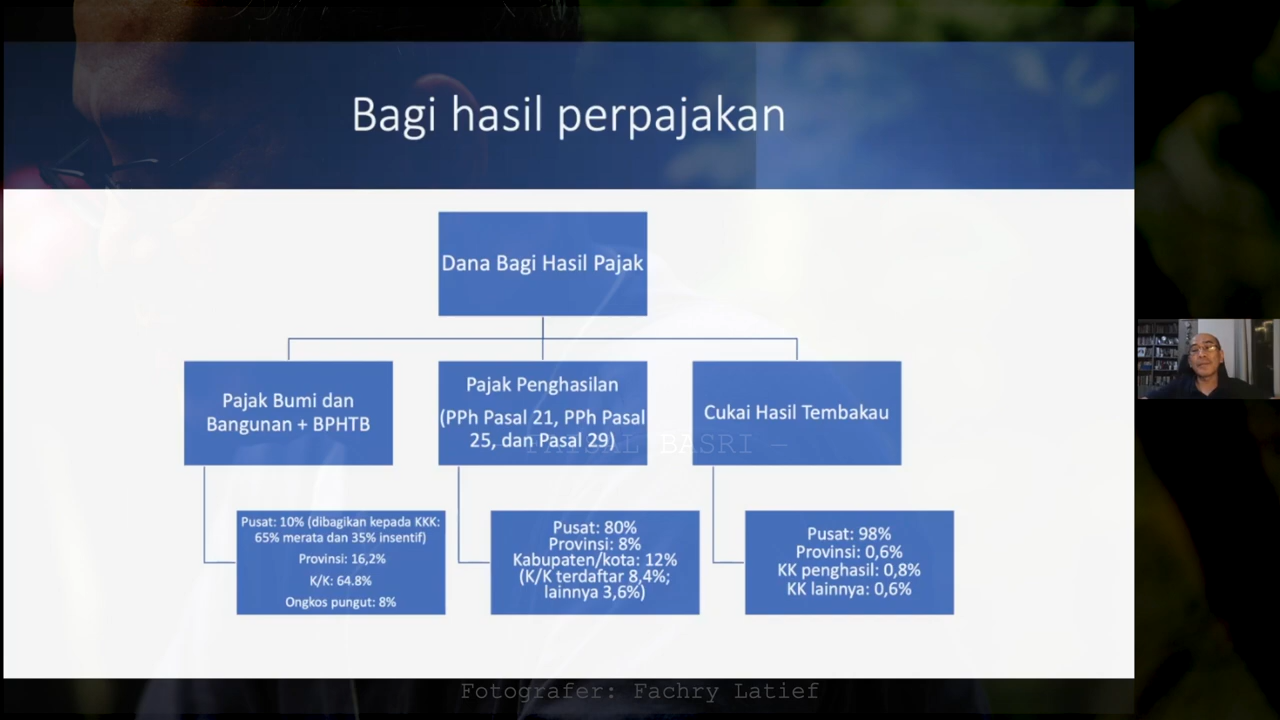 Bagi hasil perpajakan
Dana Bagi Hasil Pajak
Pajak Bumi dan
Bangunan + BPHTB
Pajak Penghasilan
(PPh Pasal 21, PPh Pasal
25, dan Pasal 29)
Cukai Hasil Tembakau
FAISAL BASRI –
Pusat: 10% (dibagikan kepada KKK:
65% merata dan 35% insentif)
Provinsi: 16,2%
K/K: 64.8%
Ongkos pungut: 8%
Pusat: 80%
Provinsi: 8%
Kabupaten/kota: 12%
(K/K terdaftar 8,4%;
lainnya 3,6%)
Pusat: 98%
Provinsi: 0,6%
KK penghasil: 0,8%
KK lainnya: 0,6%
Fotografer: Fachry Latief